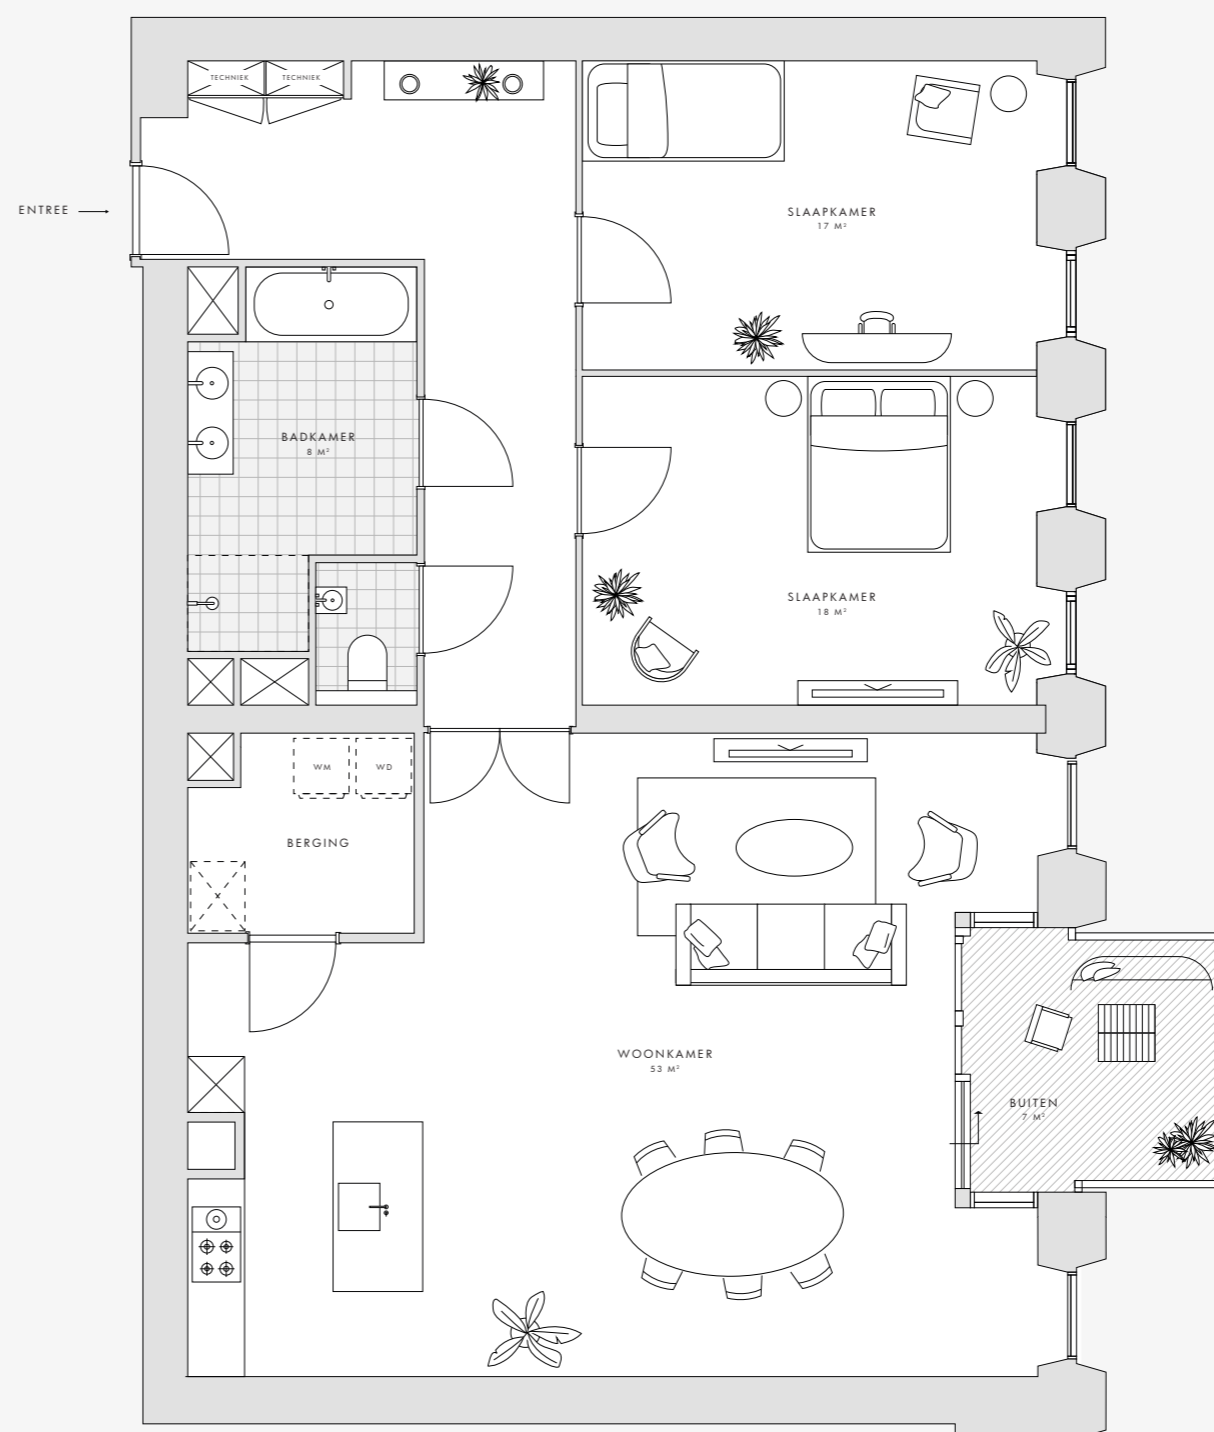 TECHNIEK
TECHNIEK
ENTREE
SLAAPKAMER
17 M²
BADKAMER
8 M²
SLAAPKAMER
18 M²
WM
WD
BERGING
WOONKAMER
53 M²
BUITEN
7 M²